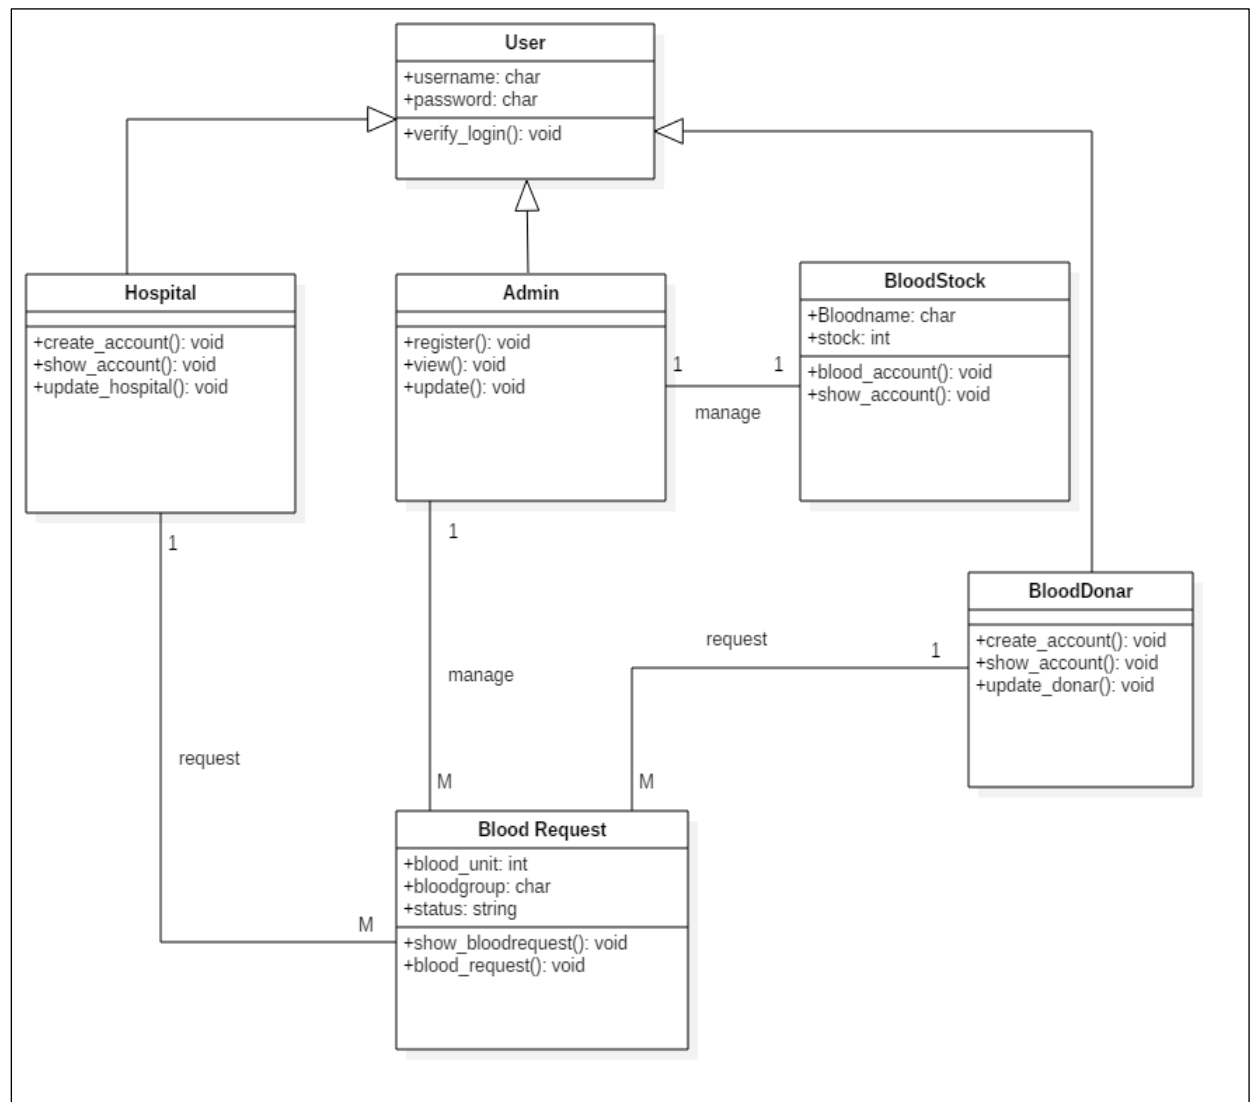 User
+username: char
+password: char
+verify_login(): void
Hospital
+create_account(): void
+show_account(): void
+update_hospital(): void
Admin
+register(): void
+view(): void
+update(): void
BloodStock
+Bloodname: char
+stock: int
+blood_account(): void
+show_account(): void
1
1
manage
1
1
BloodDonar
+create_account(): void
+show_account(): void
+update_donar(): void
request
1
manage
request
M
M
Blood Request
+blood_unit: int
+bloodgroup: char
+status: string
+show_bloodrequest(): void
+blood_request(): void
M